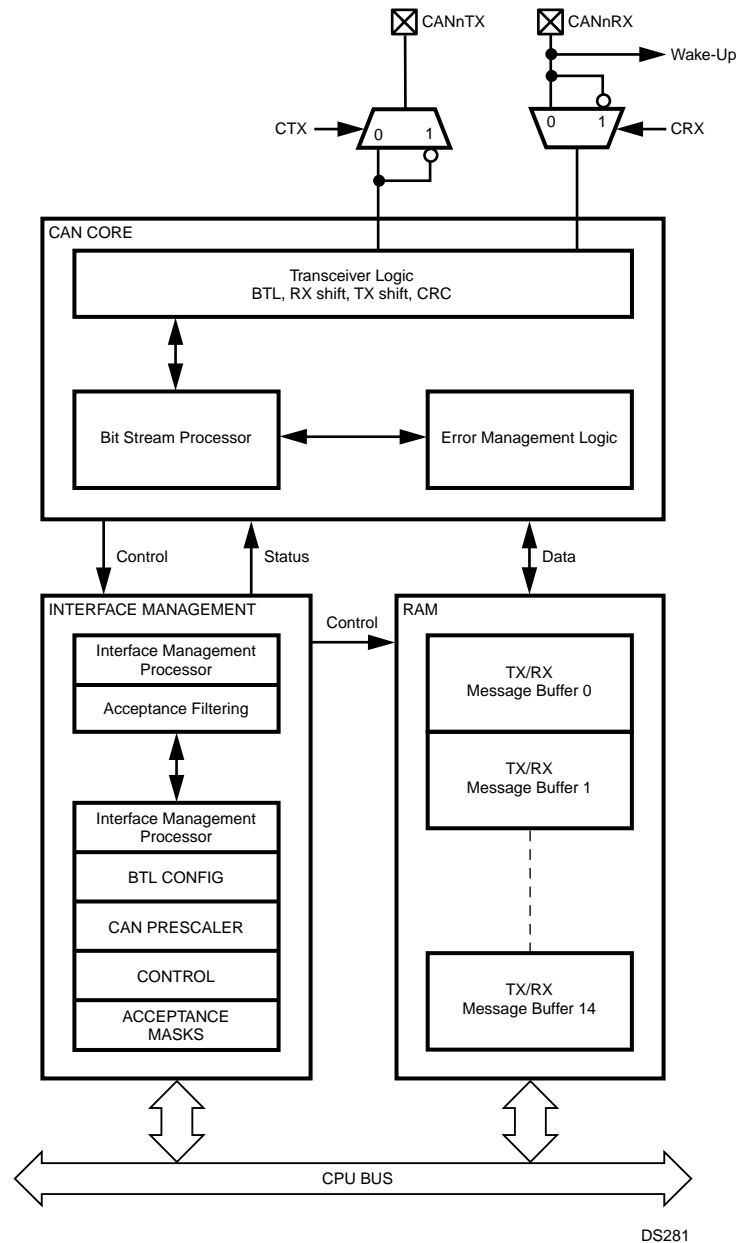 CANnTX
CANnRX
Wake-Up
CTX
0
1
0
1
CRX
CAN CORE
Transceiver Logic
BTL, RX shift, TX shift, CRC
Bit Stream Processor
Error Management Logic
Control
Status
Data
INTERFACE MANAGEMENT
Control
RAM
Interface Management
Processor
Acceptance Filtering
Interface Management
Processor
BTL CONFIG
CAN PRESCALER
CONTROL
ACCEPTANCE
MASKS
TX/RX
Message Buffer 0
TX/RX
Message Buffer 1
TX/RX
Message Buffer 14
CPU BUS
DS281